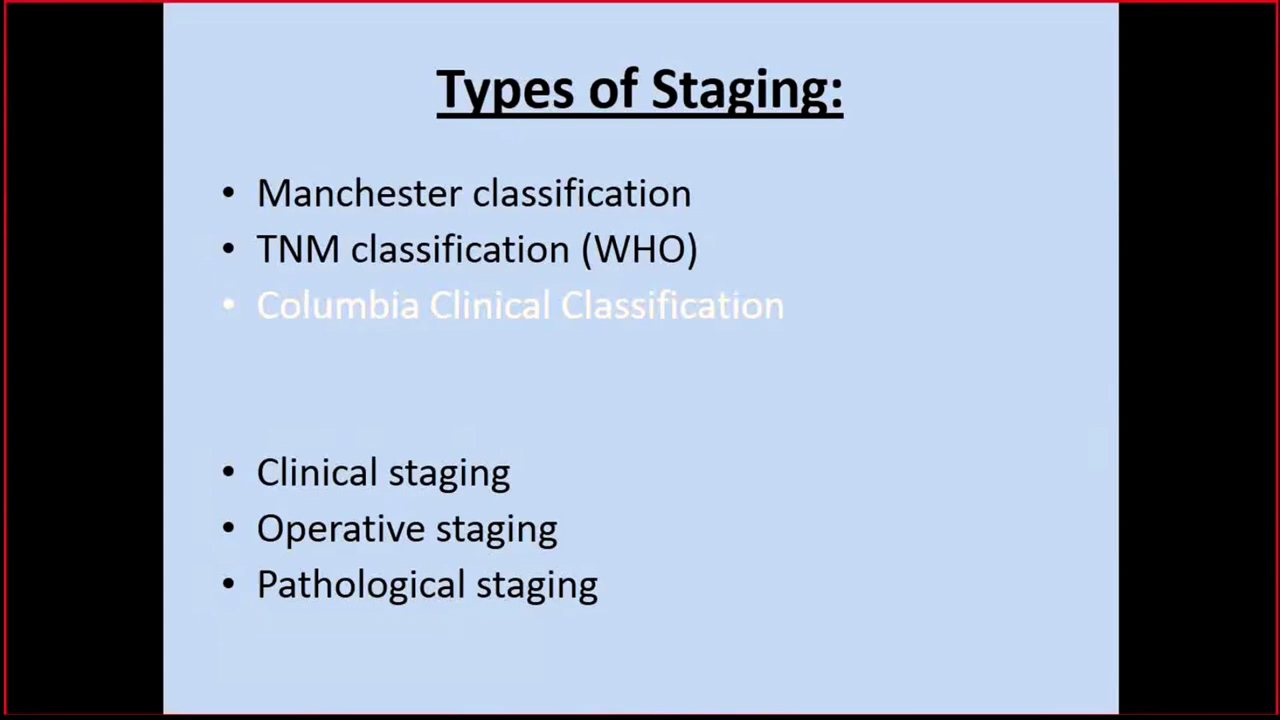 Types of Staging:
• Manchester classification
• TNM classification (WHO)
• Columbia Clinical Classification
• Clinical staging
• Operative staging
• Pathological staging